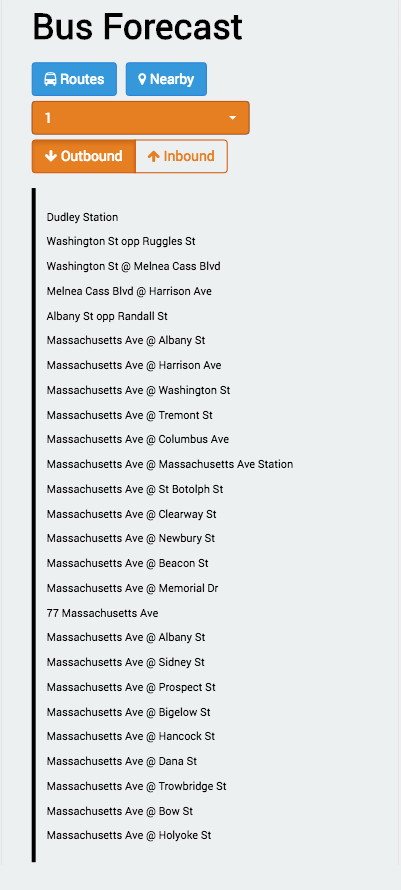 Bus Forecast
Routes
Nearby
1
Outbound
Inbound
Dudley Station
Washington St opp Ruggles St
Washington St @ Melnea Cass Blvd
Melnea Cass Blvd @ Harrison Ave
Albany St opp Randall St
Massachusetts Ave @ Albany St
Massachusetts Ave @ Harrison Ave
Massachusetts Ave @ Washington St
Massachusetts Ave @ Tremont St
Massachusetts Ave @ Columbus Ave
Massachusetts Ave @ Massachusetts Ave Station
Massachusetts Ave @ St Botolph St
Massachusetts Ave @ Clearway St
Massachusetts Ave @ Newbury St
Massachusetts Ave @ Beacon St
Massachusetts Ave @ Memorial Dr
77 Massachusetts Ave
Massachusetts Ave @ Albany St
Massachusetts Ave @ Sidney St
Massachusetts Ave @ Prospect St
Massachusetts Ave @ Bigelow St
Massachusetts Ave @ Hancock St
Massachusetts Ave @ Dana St
Massachusetts Ave @ Trowbridge St
Massachusetts Ave @ Bow St
Massachusetts Ave @ Holyoke St